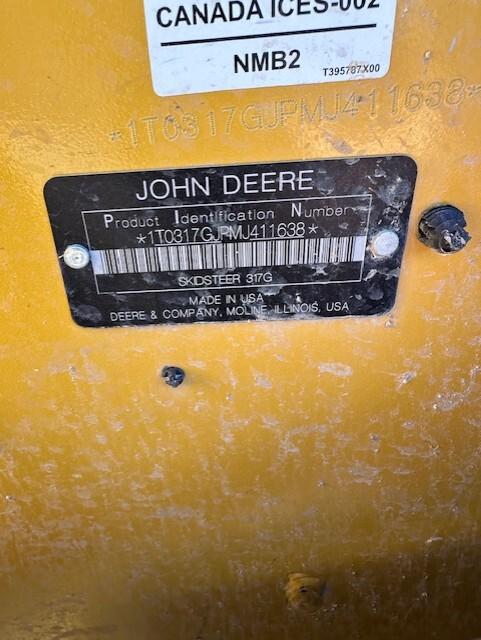 CANADA ICES-002
NMB2
T395787X00
*1T0317GJPMJ411638*
JOHN DEERE
Product Identification Number
*1T0317GJPMJ411638*
SKIDSTEER 317G
MADE IN USA
DEERE & COMPANY, MOLINE, ILLINOIS, USA